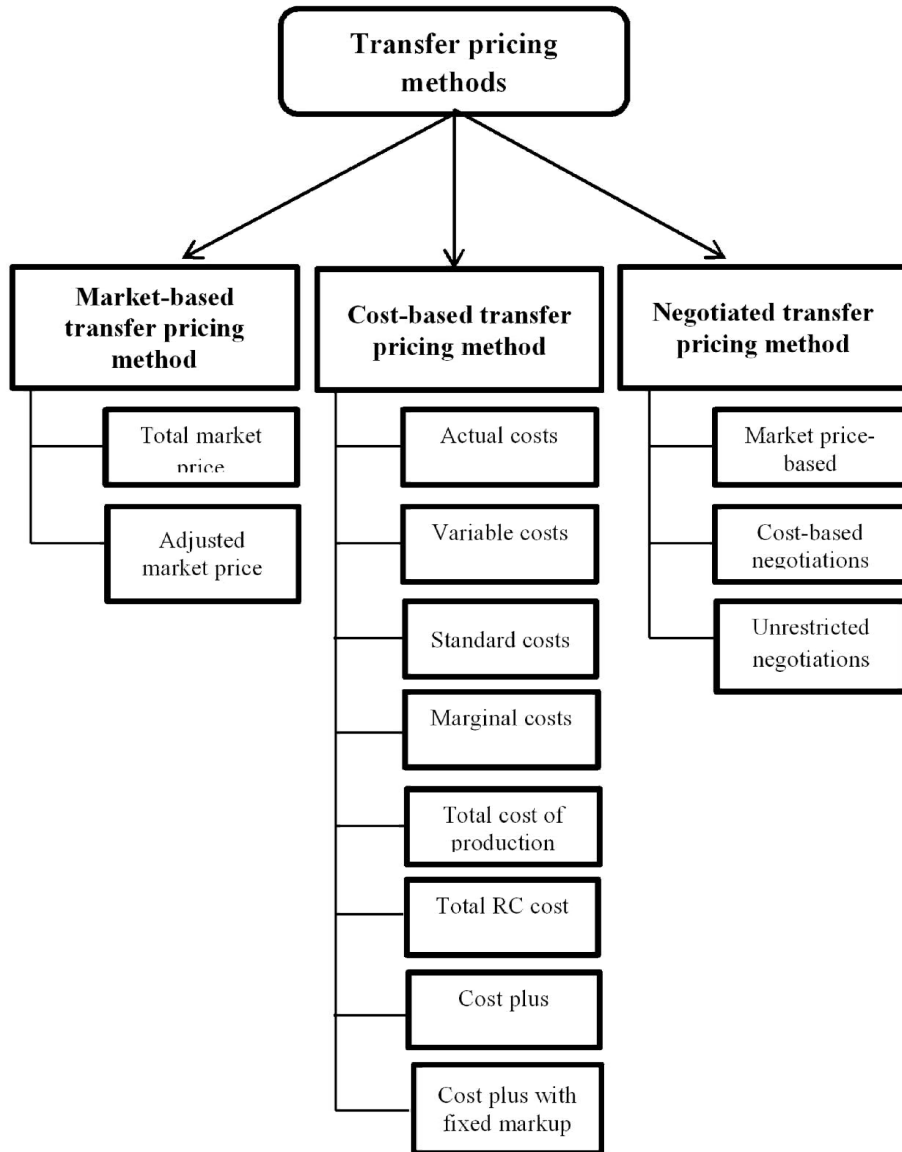 Transfer pricing
methods
Market-based
transfer pricing
method
Total market
price
Adjusted
market price
Cost-based transfer
pricing method
Actual costs
Variable costs
Standard costs
Marginal costs
Total cost of
production
Total RC cost
Cost plus
Cost plus with
fixed markup
Negotiated transfer
pricing method
Market price-
based
Cost-based
negotiations
Unrestricted
negotiations